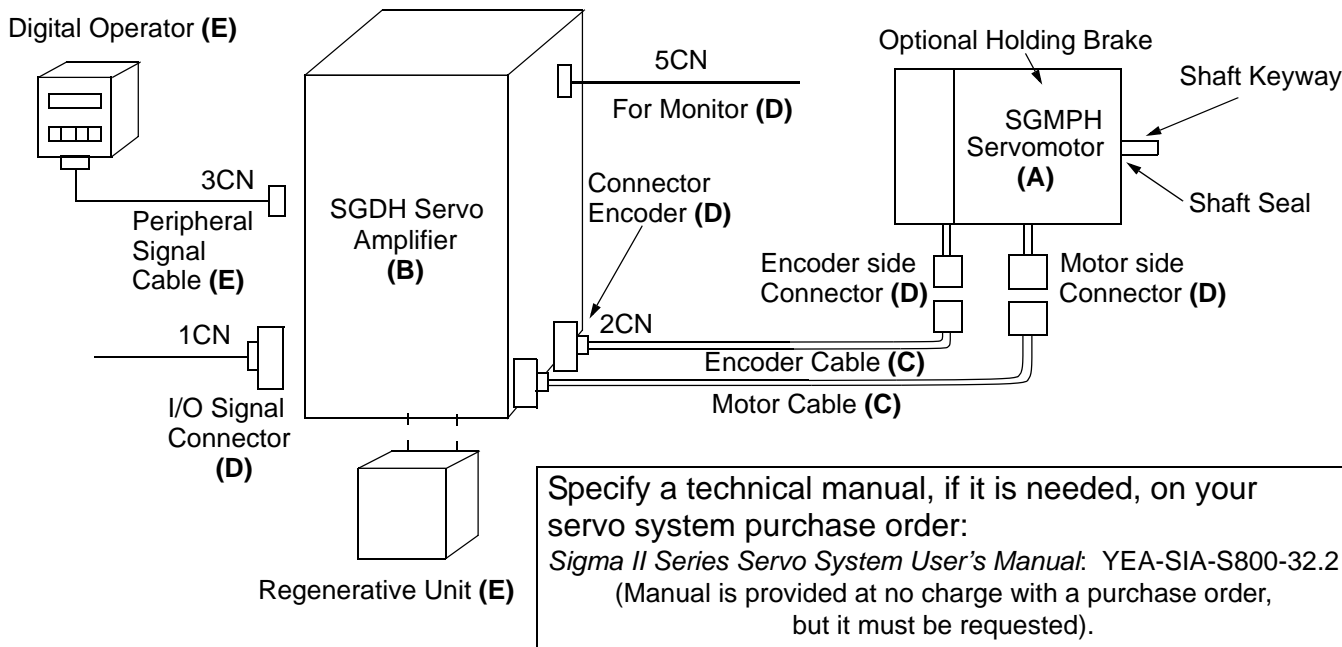 Digital Operator (E)
3CN
Peripheral
Signal
Cable (E)
1CN
I/O Signal
Connector
(D)
SGDH Servo
Amplifier
(B)
Regenerative Unit (E)
5CN
For Monitor (D)
Connector
Encoder (D)
2CN
Encoder Cable (C)
Motor Cable (C)
Optional Holding Brake
SGMPH
Servomotor
(A)
Shaft Keyway
Shaft Seal
Encoder side
Connector (D)
Motor side
Connector (D)
Specify a technical manual, if it is needed, on your
servo system purchase order:
Sigma II Series Servo System User's Manual: YEA-SIA-S800-32.2
(Manual is provided at no charge with a purchase order,
but it must be requested).